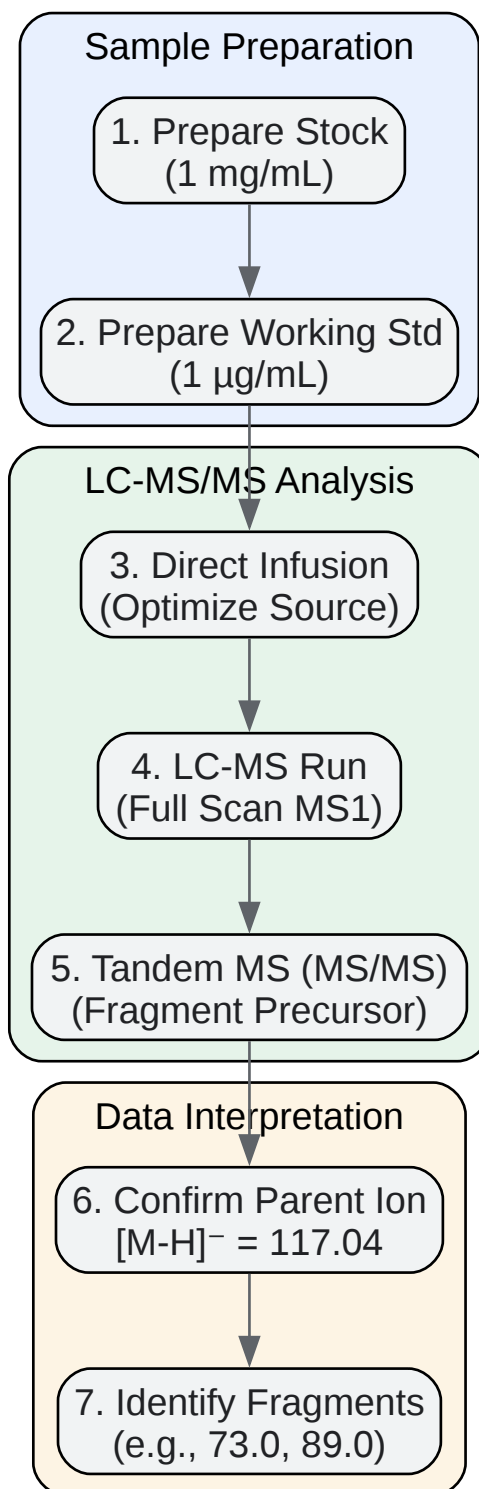 Sample Preparation
1. Prepare Stock
(1 mg/mL)
2. Prepare Working Std
(1 µg/mL)
LC-MS/MS Analysis
3. Direct Infusion
(Optimize Source)
4. LC-MS Run
(Full Scan MS1)
5. Tandem MS (MS/MS)
(Fragment Precursor)
Data Interpretation
6. Confirm Parent Ion
[M-H]⁻ = 117.04
7. Identify Fragments
(e.g., 73.0, 89.0)